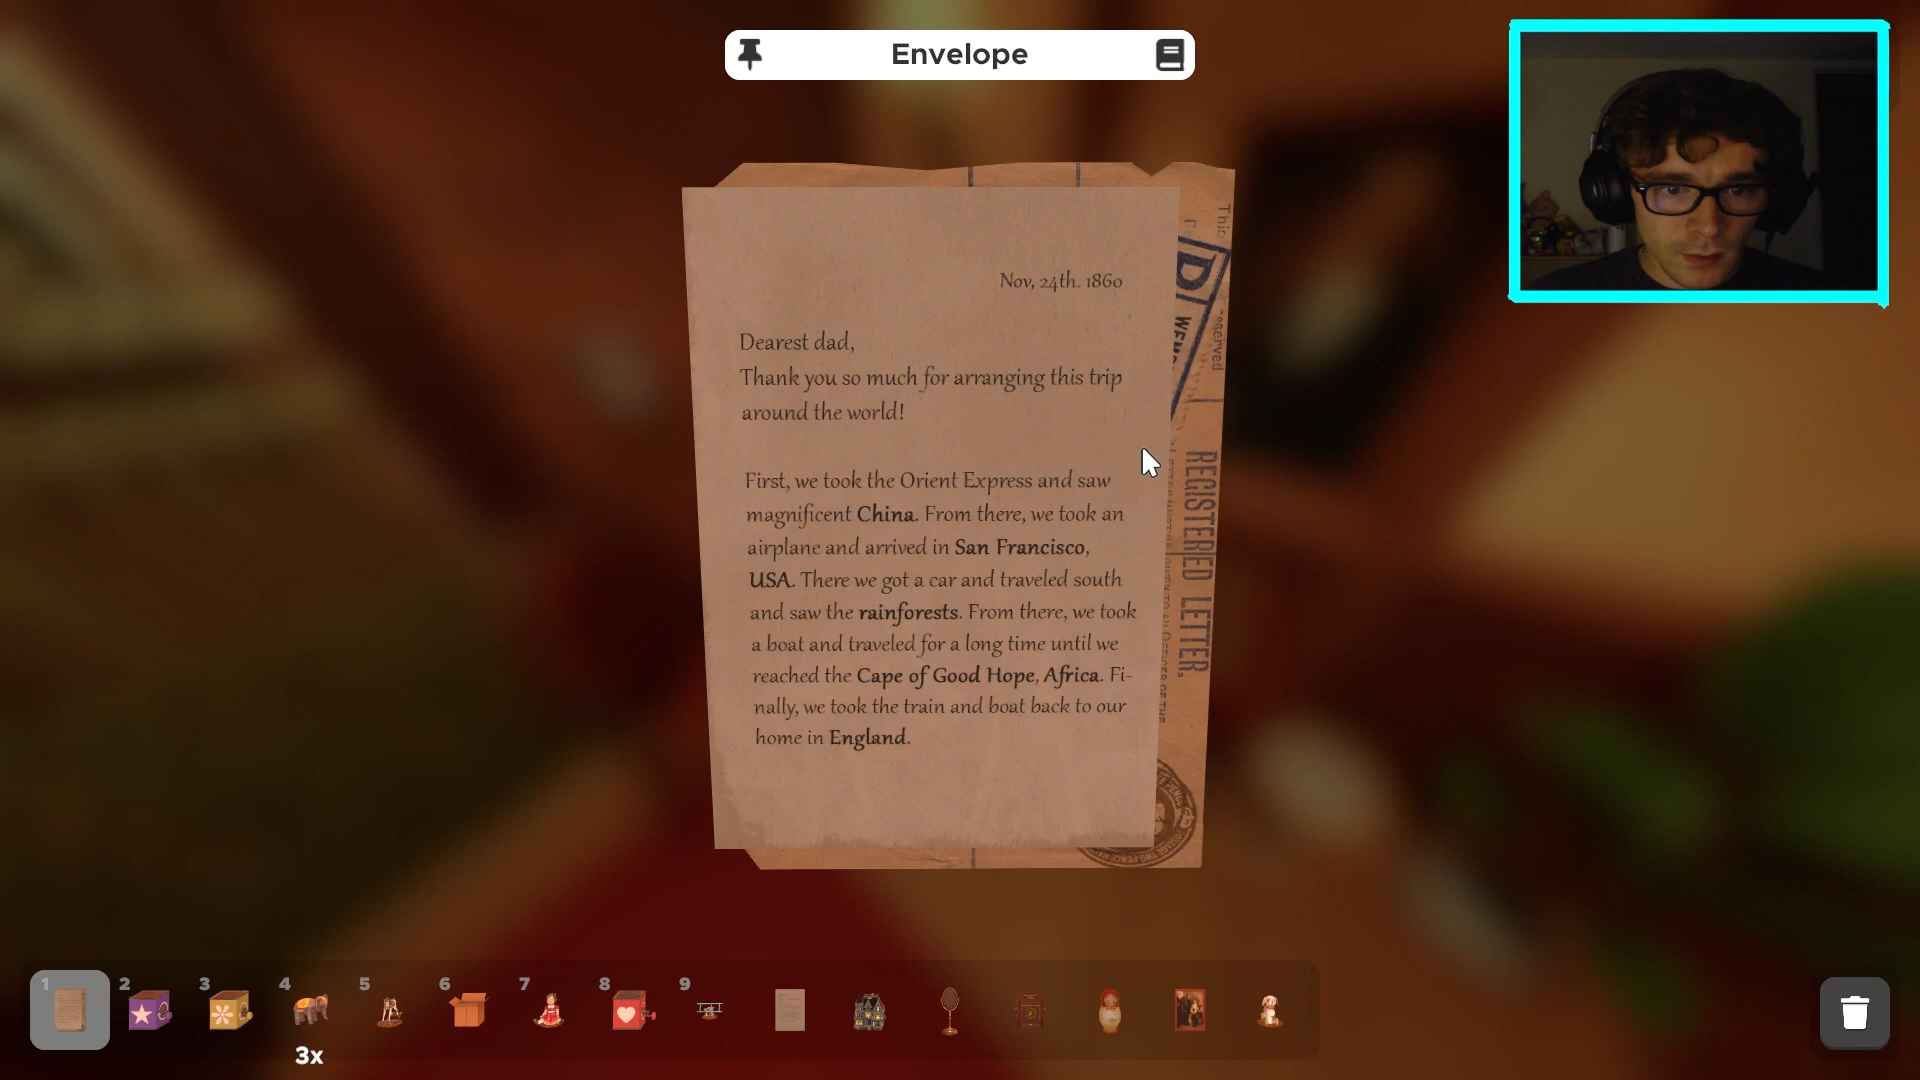 Envelope
Nov, 24th. 1860
Dearest dad,
Thank you so much for arranging this trip
around the world!
First, we took the Orient Express and saw
magnificent China. From there, we took an
airplane and arrived in San Francisco,
USA. There we got a car and traveled south
and saw the rainforests. From there, we took
a boat and traveled for a long time until we
reached the Cape of Good Hope, Africa. Fi-
nally, we took the train and boat back to our
home in England.
This
served
REGISTERED LETTER.
1
2
3
4
5
6
7
8
9
3x